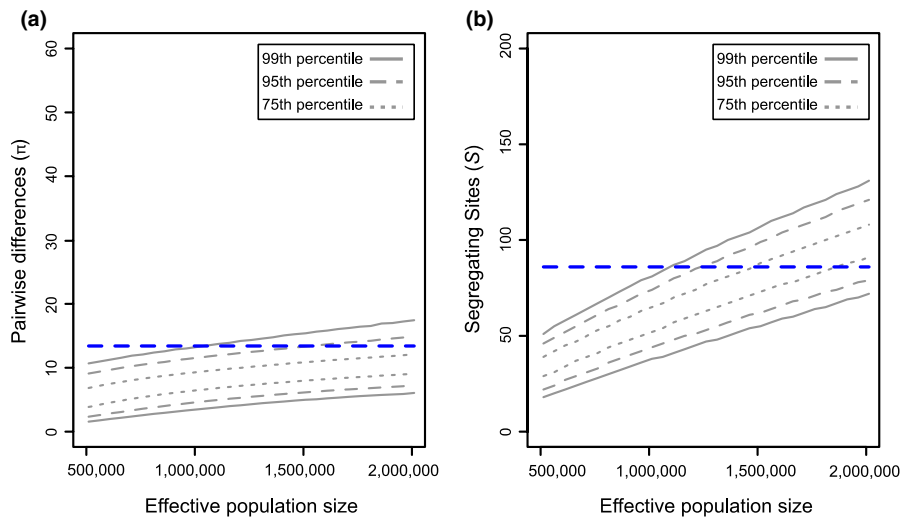 (a)
99th percentile
95th percentile
75th percentile
Pairwise differences (π)
60
50
40
30
20
10
0
500,000 1,000,000 1,500,000 2,000,000
Effective population size
(b)
99th percentile
95th percentile
75th percentile
Segregating Sites (S)
200
150
100
50
0
500,000 1,000,000 1,500,000 2,000,000
Effective population size